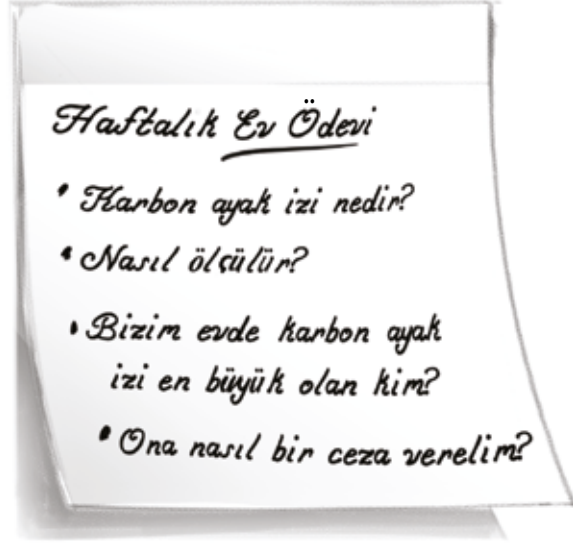 Haftalık Ev Ödevi
• Karbon ayak izi nedir?
• Nasıl ölçülür?
• Bizim evde karbon ayak
izi en büyük olan kim?
• Ona nasıl bir ceza verelim?